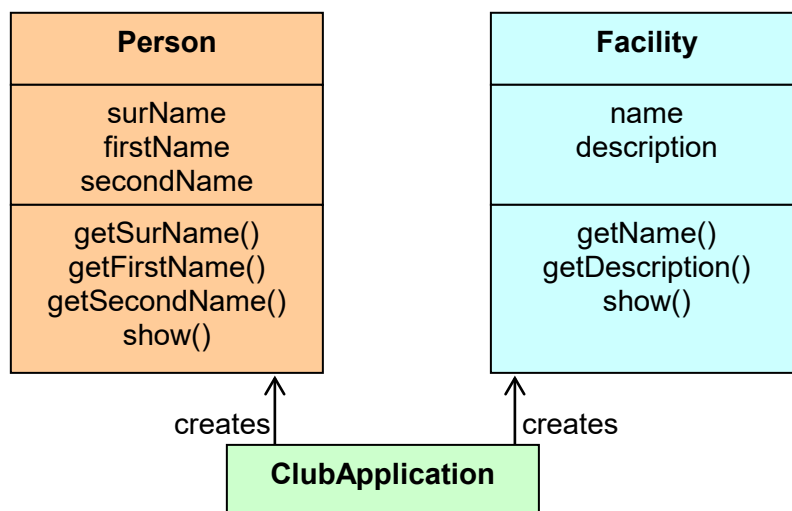 Person
surName
firstName
secondName
getSurName()
getFirstName()
getSecondName()
show()
Facility
name
description
getName()
getDescription()
show()
creates
creates
ClubApplication